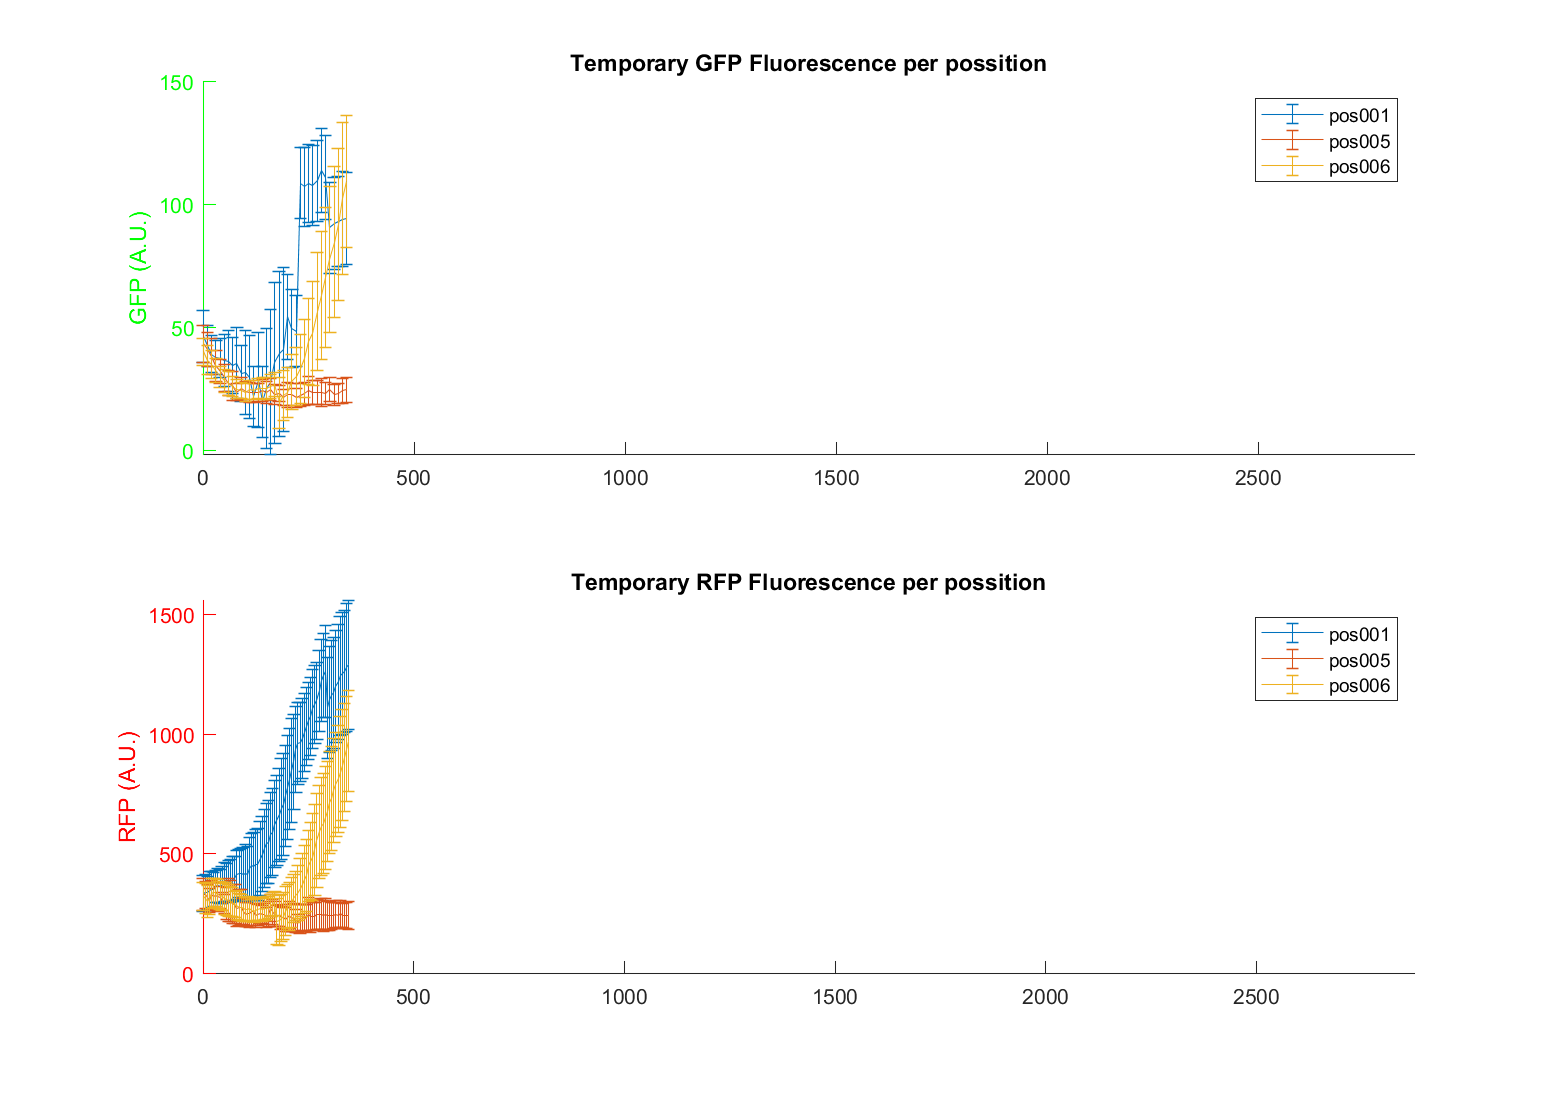 Temporary GFP Fluorescence per possition
150
100
50
0
GFP (A.U.)
pos001
pos005
pos006
0 500 1000 1500 2000 2500
Temporary RFP Fluorescence per possition
1500
1000
500
0
RFP (A.U.)
pos001
pos005
pos006
0 500 1000 1500 2000 2500